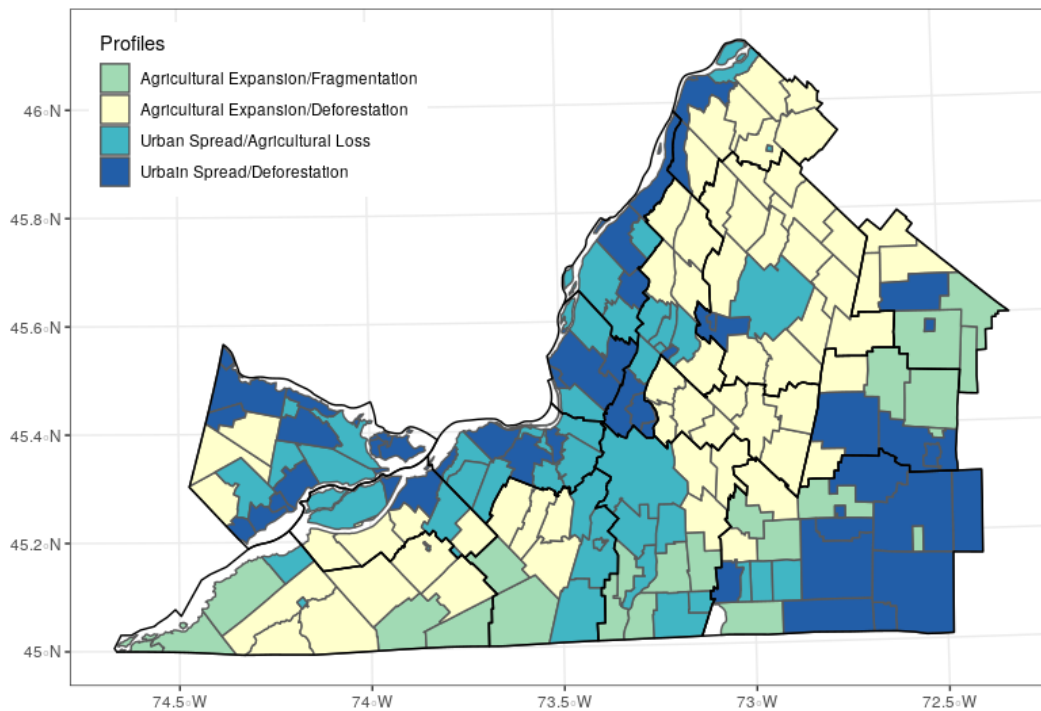 Profiles
Agricultural Expansion/Fragmentation
Agricultural Expansion/Deforestation
Urban Spread/Agricultural Loss
Urbain Spread/Deforestation
46◦N
45.8◦N
45.6◦N
45.4◦N
45.2◦N
45◦N
74.5◦W
74◦W
73.5◦W
73◦W
72.5◦W